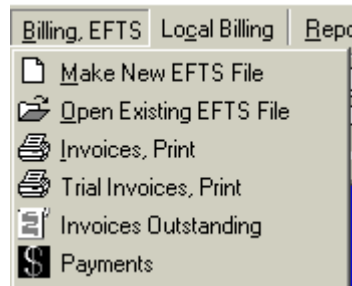 Billing, EFTS Local Billing Repo
Make New EFTS File
Open Existing EFTS File
Invoices, Print
Trial Invoices, Print
Invoices Outstanding
Payments